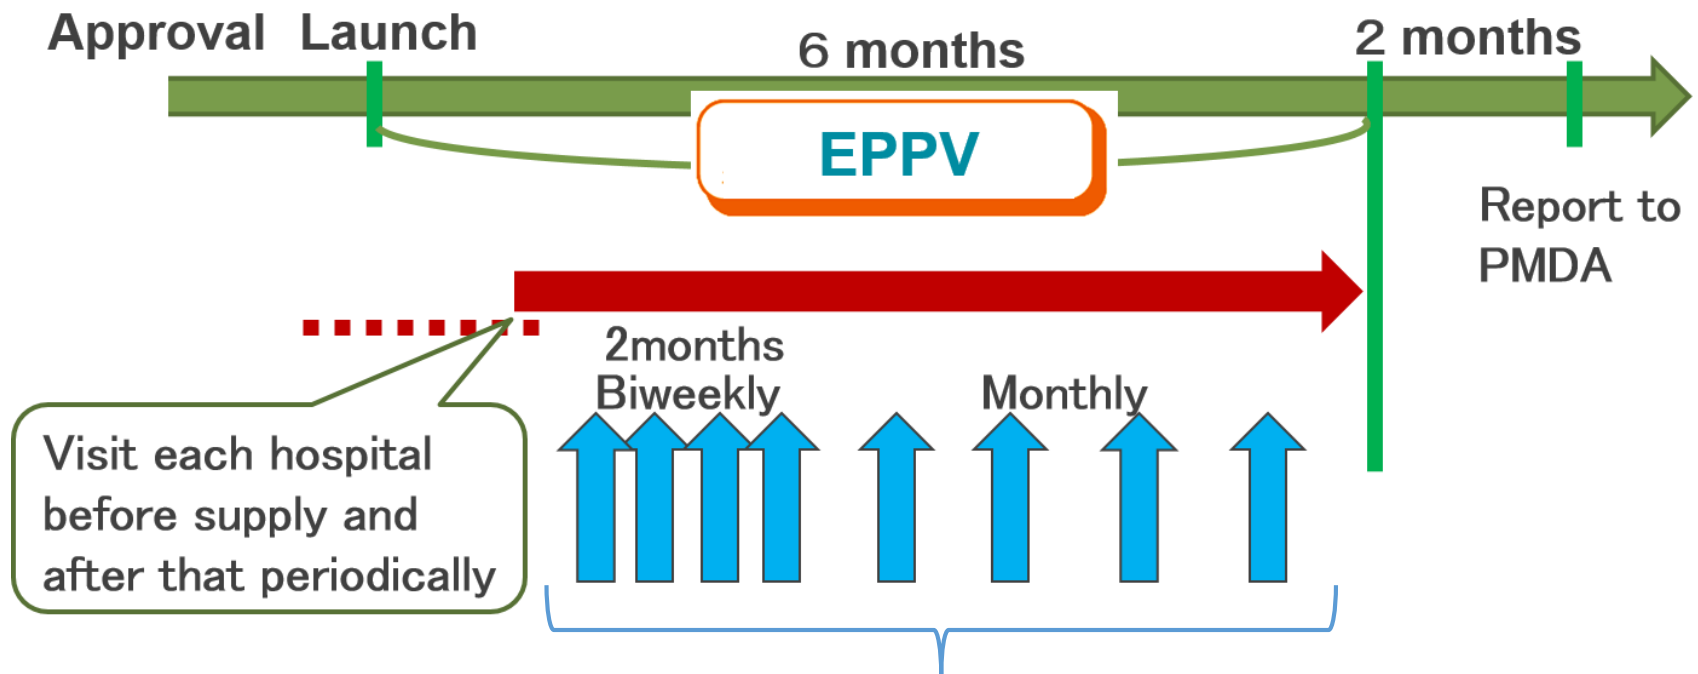 Approval Launch
6 months
2 months
EPPV
Report to
PMDA
2months
Biweekly
Monthly
Visit each hospital
before supply and
after that periodically